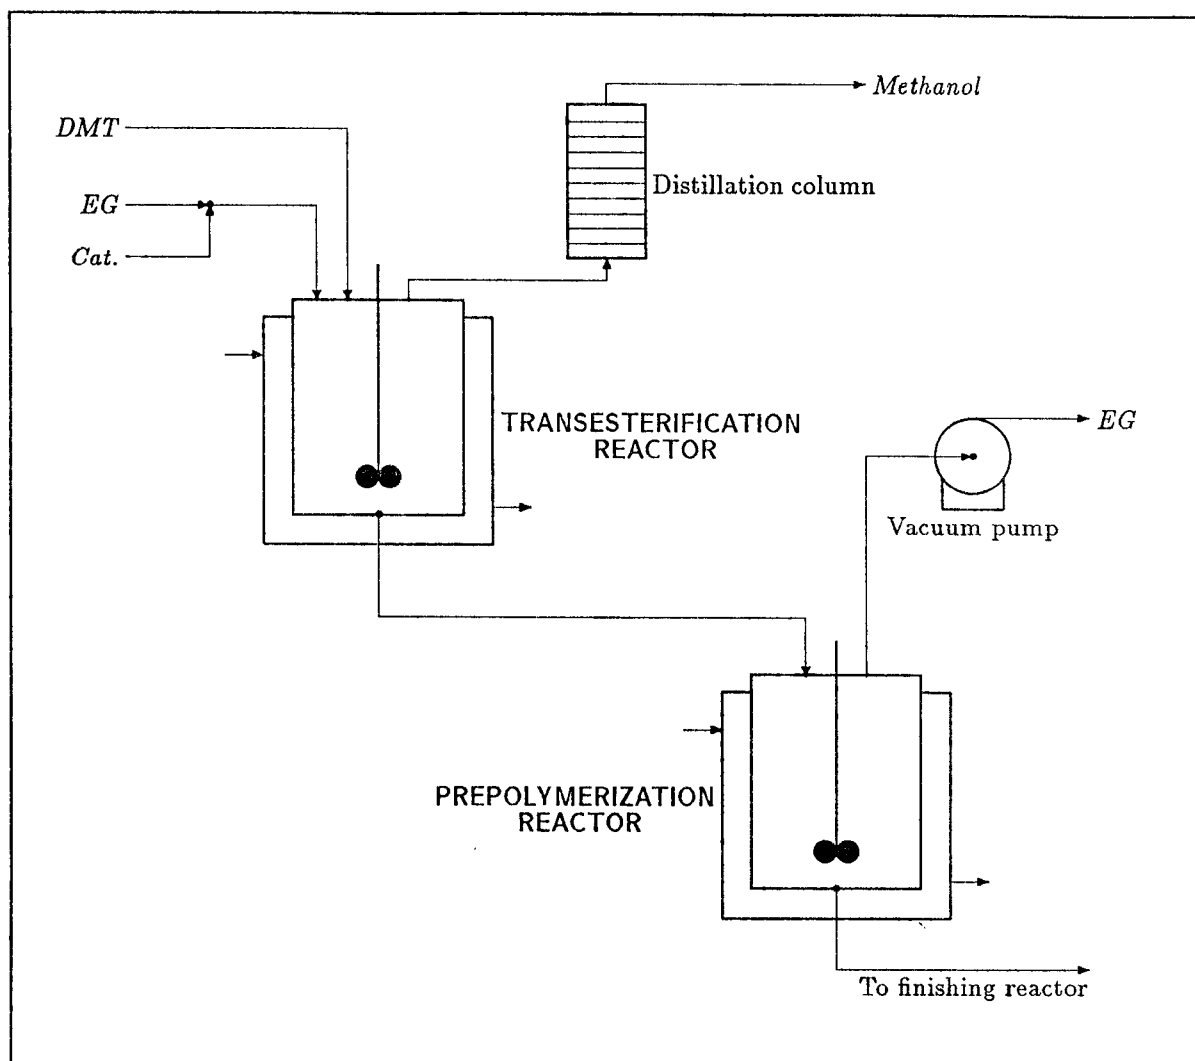 Methanol
DMT
Distillation column
EG
Cat.
TRANSESTERIFICATION
REACTOR
EG
Vacuum pump
PREPOLYMERIZATION
REACTOR
To finishing reactor